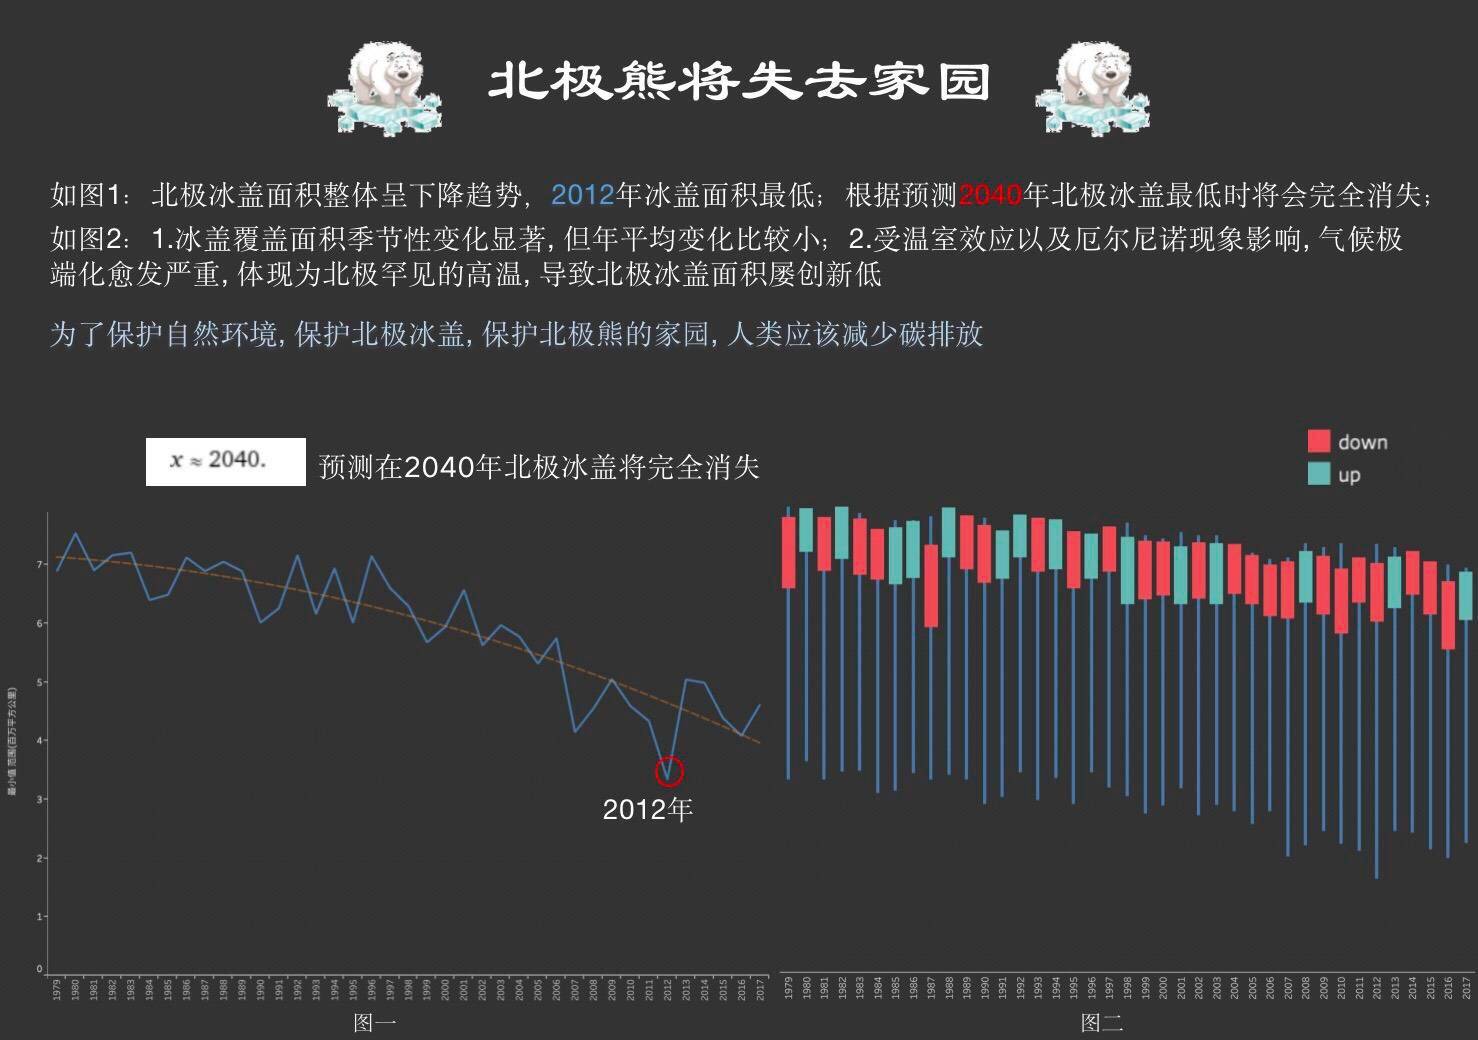 北极熊将失去家园
如图1：北极冰盖面积整体呈下降趋势，2012年冰盖面积最低；根据预测2040年北极冰盖最低时将会完全消失；
如图2：1.冰盖覆盖面积季节性变化显著，但年平均变化比较小；2.受温室效应以及厄尔尼诺现象影响，气候极
端化愈发严重，体现为北极罕见的高温，导致北极冰盖面积屡创新低
为了保护自然环境，保护北极冰盖，保护北极熊的家园，人类应该减少碳排放
x ≈ 2040.
预测在2040年北极冰盖将完全消失
down
up
最小值 范围(百万平方公里)
7
6
5
4
3
2
1
0
2012年
1979 1980 1981 1982 1983 1984 1985 1986 1987 1988 1989 1990 1991 1992 1993 1994 1995 1996 1997 1998 1999 2000 2001 2002 2003 2004 2005 2006 2007 2008 2009 2010 2011 2012 2013 2014 2015 2016 2017
1979 1980 1981 1982 1983 1984 1985 1986 1987 1988 1989 1990 1991 1992 1993 1994 1995 1996 1997 1998 1999 2000 2001 2002 2003 2004 2005 2006 2007 2008 2009 2010 2011 2012 2013 2014 2015 2016 2017
图一
图二